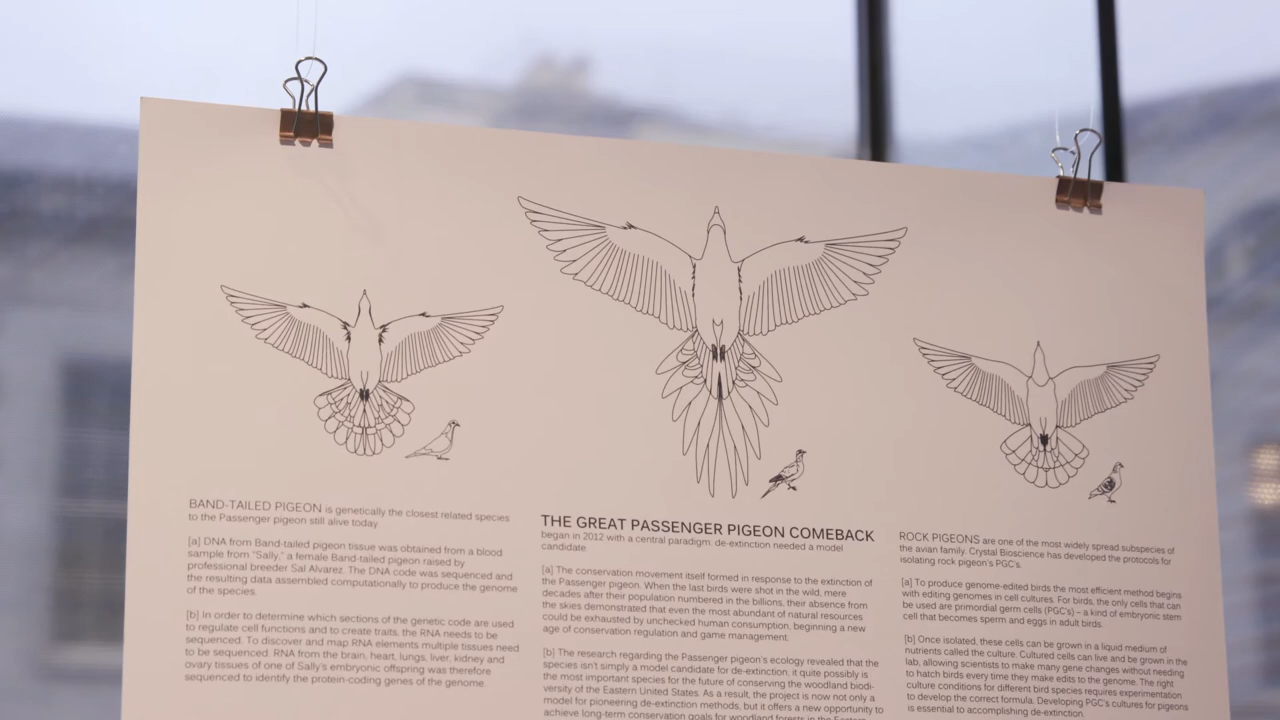 BAND-TAILED PIGEON is genetically the closest related species
to the Passenger pigeon still alive today.
[a] DNA from Band-tailed pigeon tissue was obtained from a blood
sample from "Sally," a female Band-tailed pigeon raised by
professional breeder Sal Alvarez. The DNA code was sequenced and
the resulting data assembled computationally to produce the genome
of the species.
[b] In order to determine which sections of the genetic code are used
to regulate cell functions and to create traits, the RNA needs to be
sequenced. To discover and map RNA elements multiple tissues need
to be sequenced. RNA from the brain, heart, lungs, liver, kidney and
ovary tissues of one of Sally's embryonic offspring was therefore
sequenced to identify the protein-coding genes of the genome.
THE GREAT PASSENGER PIGEON COMEBACK
began in 2012 with a central paradigm: de-extinction needed a model
candidate.
[a] The conservation movement itself formed in response to the extinction of
the Passenger pigeon. When the last birds were shot in the wild, mere
decades after their population numbered in the billions, their absence from
the skies demonstrated that even the most abundant of natural resources
could be exhausted by unchecked human consumption, beginning a new
age of conservation regulation and game management.
[b] The research regarding the Passenger pigeon's ecology revealed that the
species isn't simply a model candidate for de-extinction, it quite possibly is
the most important species for the future of conserving the woodland biodi-
versity of the Eastern United States. As a result, the project is now not only a
model for pioneering de-extinction methods, but it offers a new opportunity to
achieve long-term conservation goals for woodland forests in the Eastern
ROCK PIGEONS are one of the most widely spread subspecies of
the avian family. Crystal Bioscience has developed the protocols for
isolating rock pigeon's PGC's.
[a] To produce genome-edited birds the most efficient method begins
with editing genomes in cell cultures. For birds, the only cells that can
be used are primordial germ cells (PGC's) – a kind of embryonic stem
cell that becomes sperm and eggs in adult birds.
[b] Once isolated, these cells can be grown in a liquid medium of
nutrients called the culture. Cultured cells can live and be grown in the
lab, allowing scientists to make many gene changes without needing
to hatch birds every time they make edits to the genome. The right
culture conditions for different bird species requires experimentation
to develop the correct formula. Developing PGC's cultures for pigeons
is essential to accomplishing de-extinction.